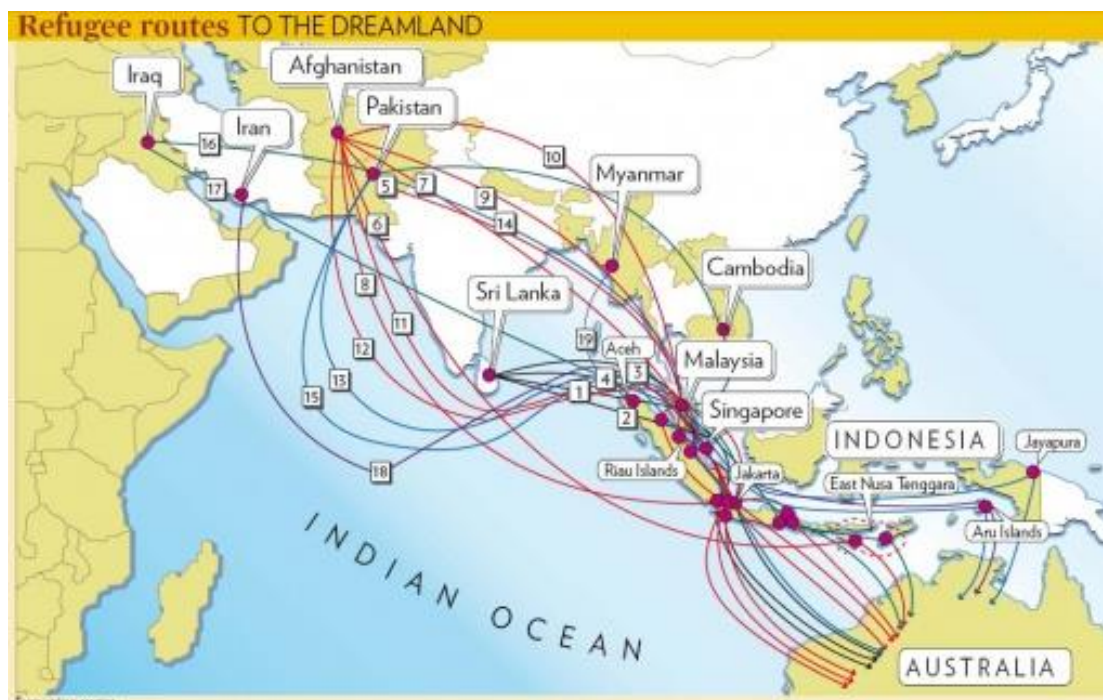 Refugee routes TO THE DREAMLAND
Iraq
Afghanistan
Pakistan
Iran
16
17
10
5
7
9
14
6
Myanmar
Cambodia
Sri Lanka
8
11
12
13
15
19
Aceh
3
4
1
2
Malaysia
Singapore
18
Riau Islands
Jakarta
INDONESIA
Jayapura
East Nusa Tenggara
Aru Islands
INDIAN OCEAN
AUSTRALIA